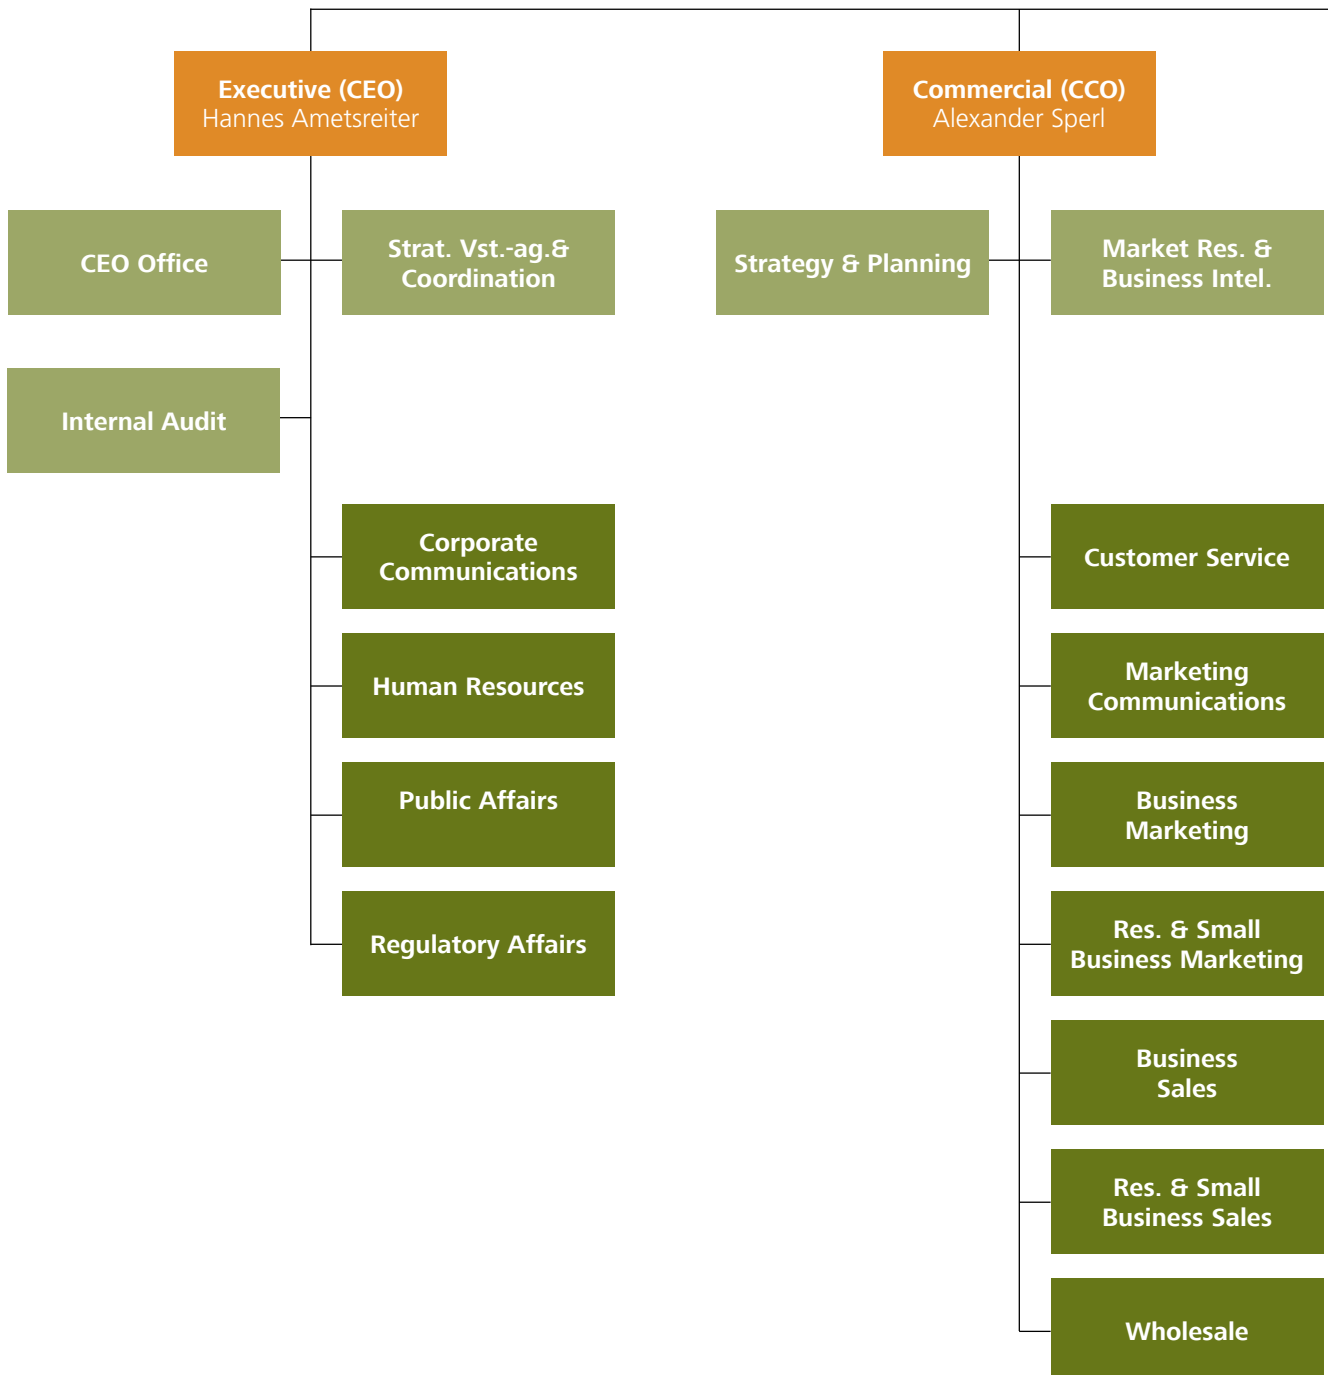 Executive (CEO)
Hannes Ametsreiter
Commercial (CCO)
Alexander Sperl
CEO Office
Strat. Vst.-ag.&
Coordination
Strategy & Planning
Market Res. &
Business Intel.
Internal Audit
Corporate
Communications
Customer Service
Human Resources
Marketing
Communications
Public Affairs
Business
Marketing
Regulatory Affairs
Res. & Small
Business Marketing
Business
Sales
Res. & Small
Business Sales
Wholesale